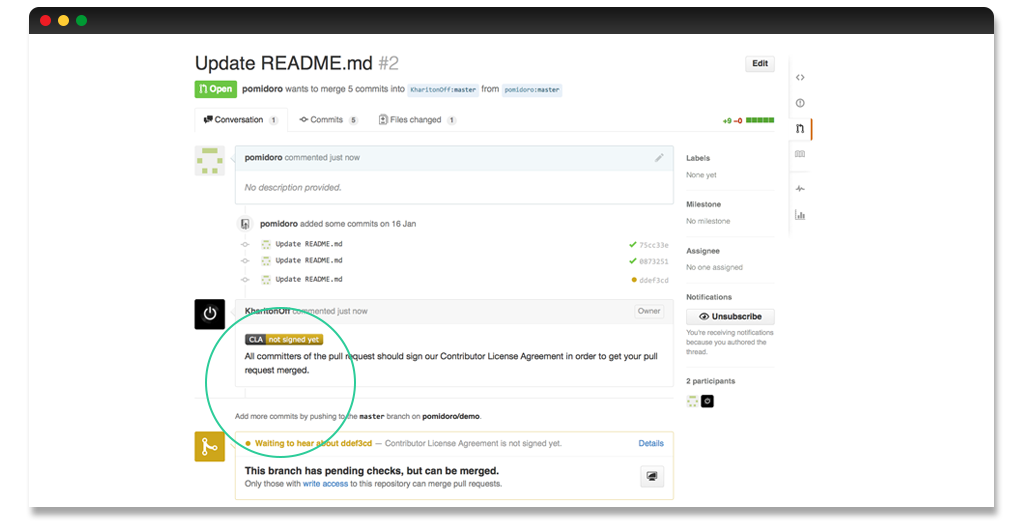 Update README.md #2
Edit
Open pomidoro wants to merge 5 commits into KharitonOff:master from pomidoro:master
Conversation 1 Commits 5 Files changed 1
+9 −0
pomidoro commented just now
No description provided.
pomidoro added some commits on 16 Jan
Update README.md 75cc33e
Update README.md 0873251
Update README.md ddef3cd
KharitonOff commented just now
Owner
CLA not signed yet
All committers of the pull request should sign our Contributor License Agreement in order to get your pull
request merged.
Add more commits by pushing to the master branch on pomidoro/demo.
Waiting to hear about ddef3cd — Contributor License Agreement is not signed yet.
Details
This branch has pending checks, but can be merged.
Only those with write access to this repository can merge pull requests.
Labels
None yet
Milestone
No milestone
Assignee
No one assigned
Notifications
Unsubscribe
You're receiving notifications
because you authored the
thread.
2 participants